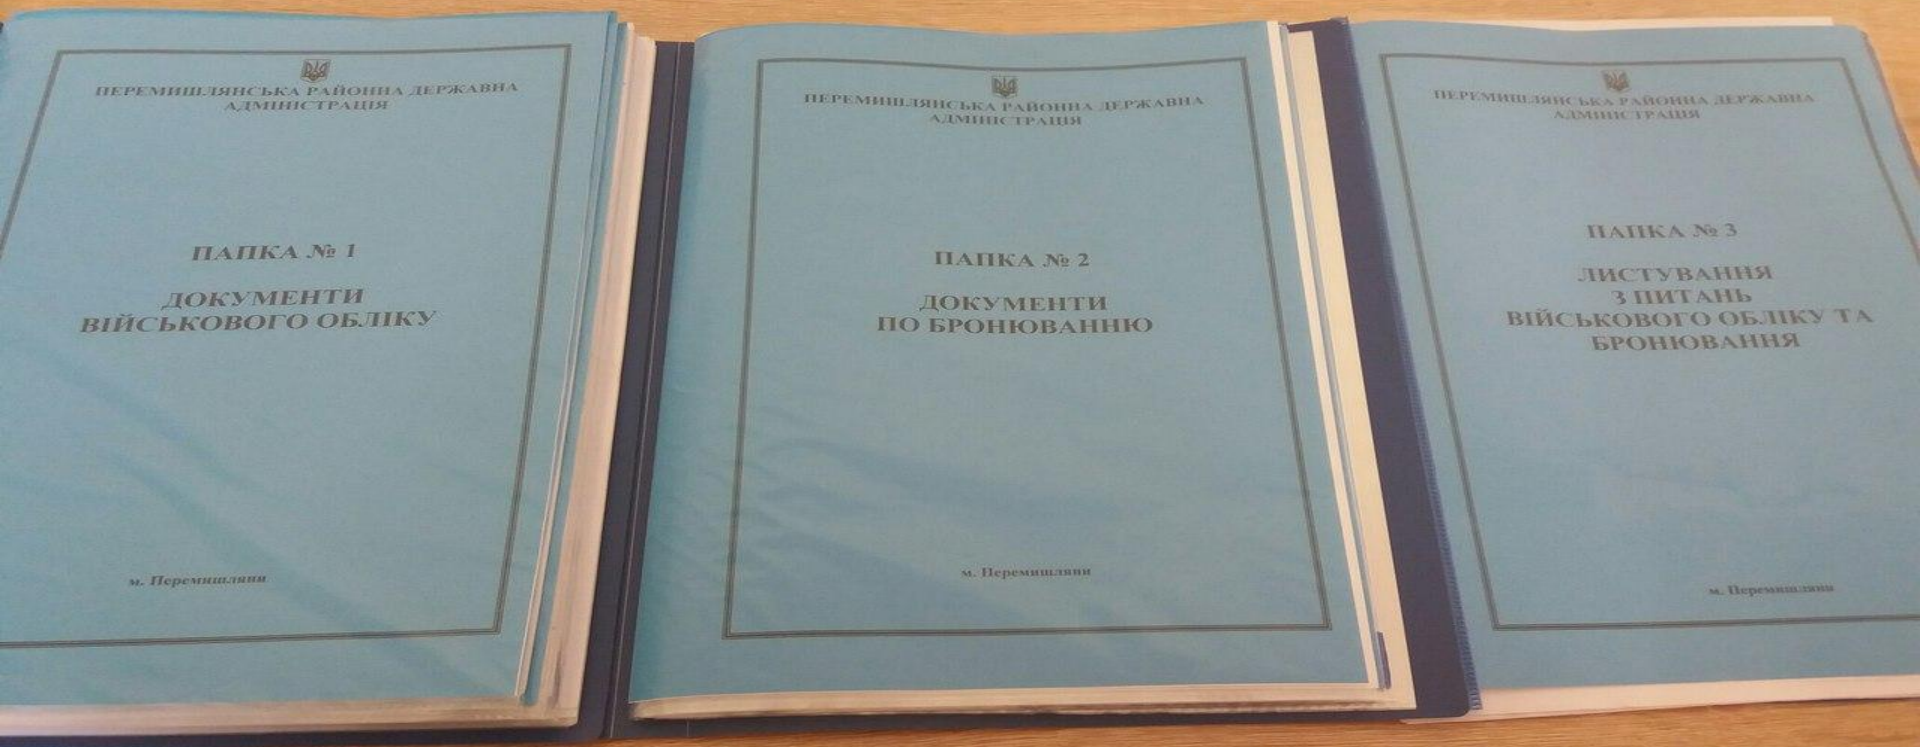 ПЕРЕМИШЛЯНСЬКА РАЙОННА ДЕРЖАВНА
АДМІНІСТРАЦІЯ
ПАПКА № 1
ДОКУМЕНТИ
ВІЙСЬКОВОГО ОБЛІКУ
м. Перемишляни
ПЕРЕМИШЛЯНСЬКА РАЙОННА ДЕРЖАВНА
АДМІНІСТРАЦІЯ
ПАПКА № 2
ДОКУМЕНТИ
ПО БРОНЮВАННЮ
м. Перемишляни
ПЕРЕМИШЛЯНСЬКА РАЙОННА ДЕРЖАВНА
АДМІНІСТРАЦІЯ
ПАПКА № 3
ЛИСТУВАННЯ
З ПИТАНЬ
ВІЙСЬКОВОГО ОБЛІКУ ТА
БРОНЮВАННЯ
м. Перемишляни